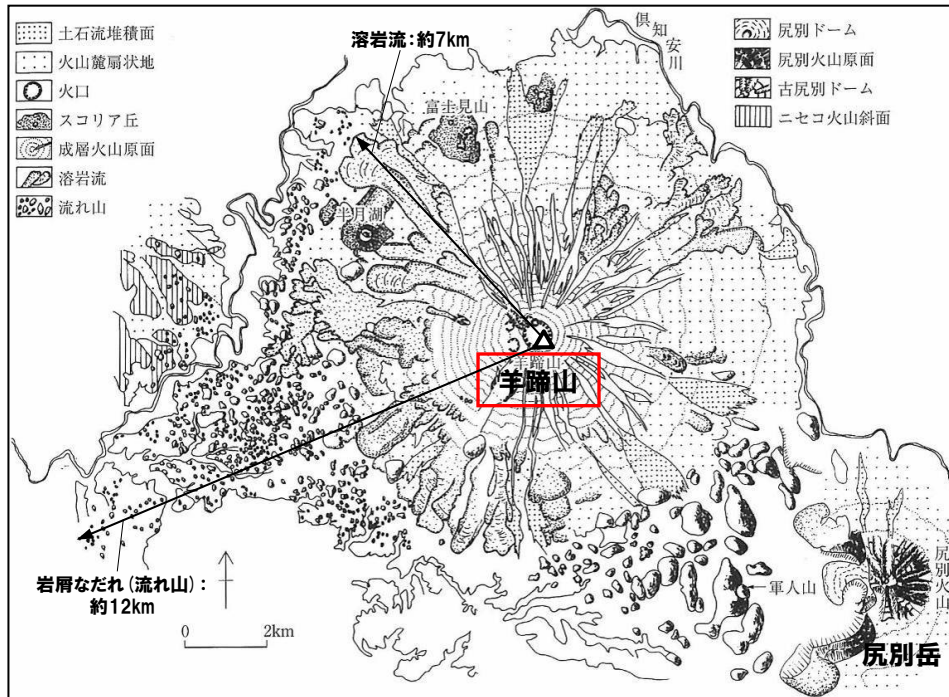 土石流堆積面
火山麓扇状地
火口
スコリア丘
成層火山原面
溶岩流
流れ山
溶岩流：約7km
倶知安川
富士見山
半月湖
尻別ドーム
尻別火山原面
古尻別ドーム
ニセコ火山斜面
羊蹄山
岩屑なだれ（流れ山）：
約12km
0 2km
軍人山
尻別火山
尻別岳